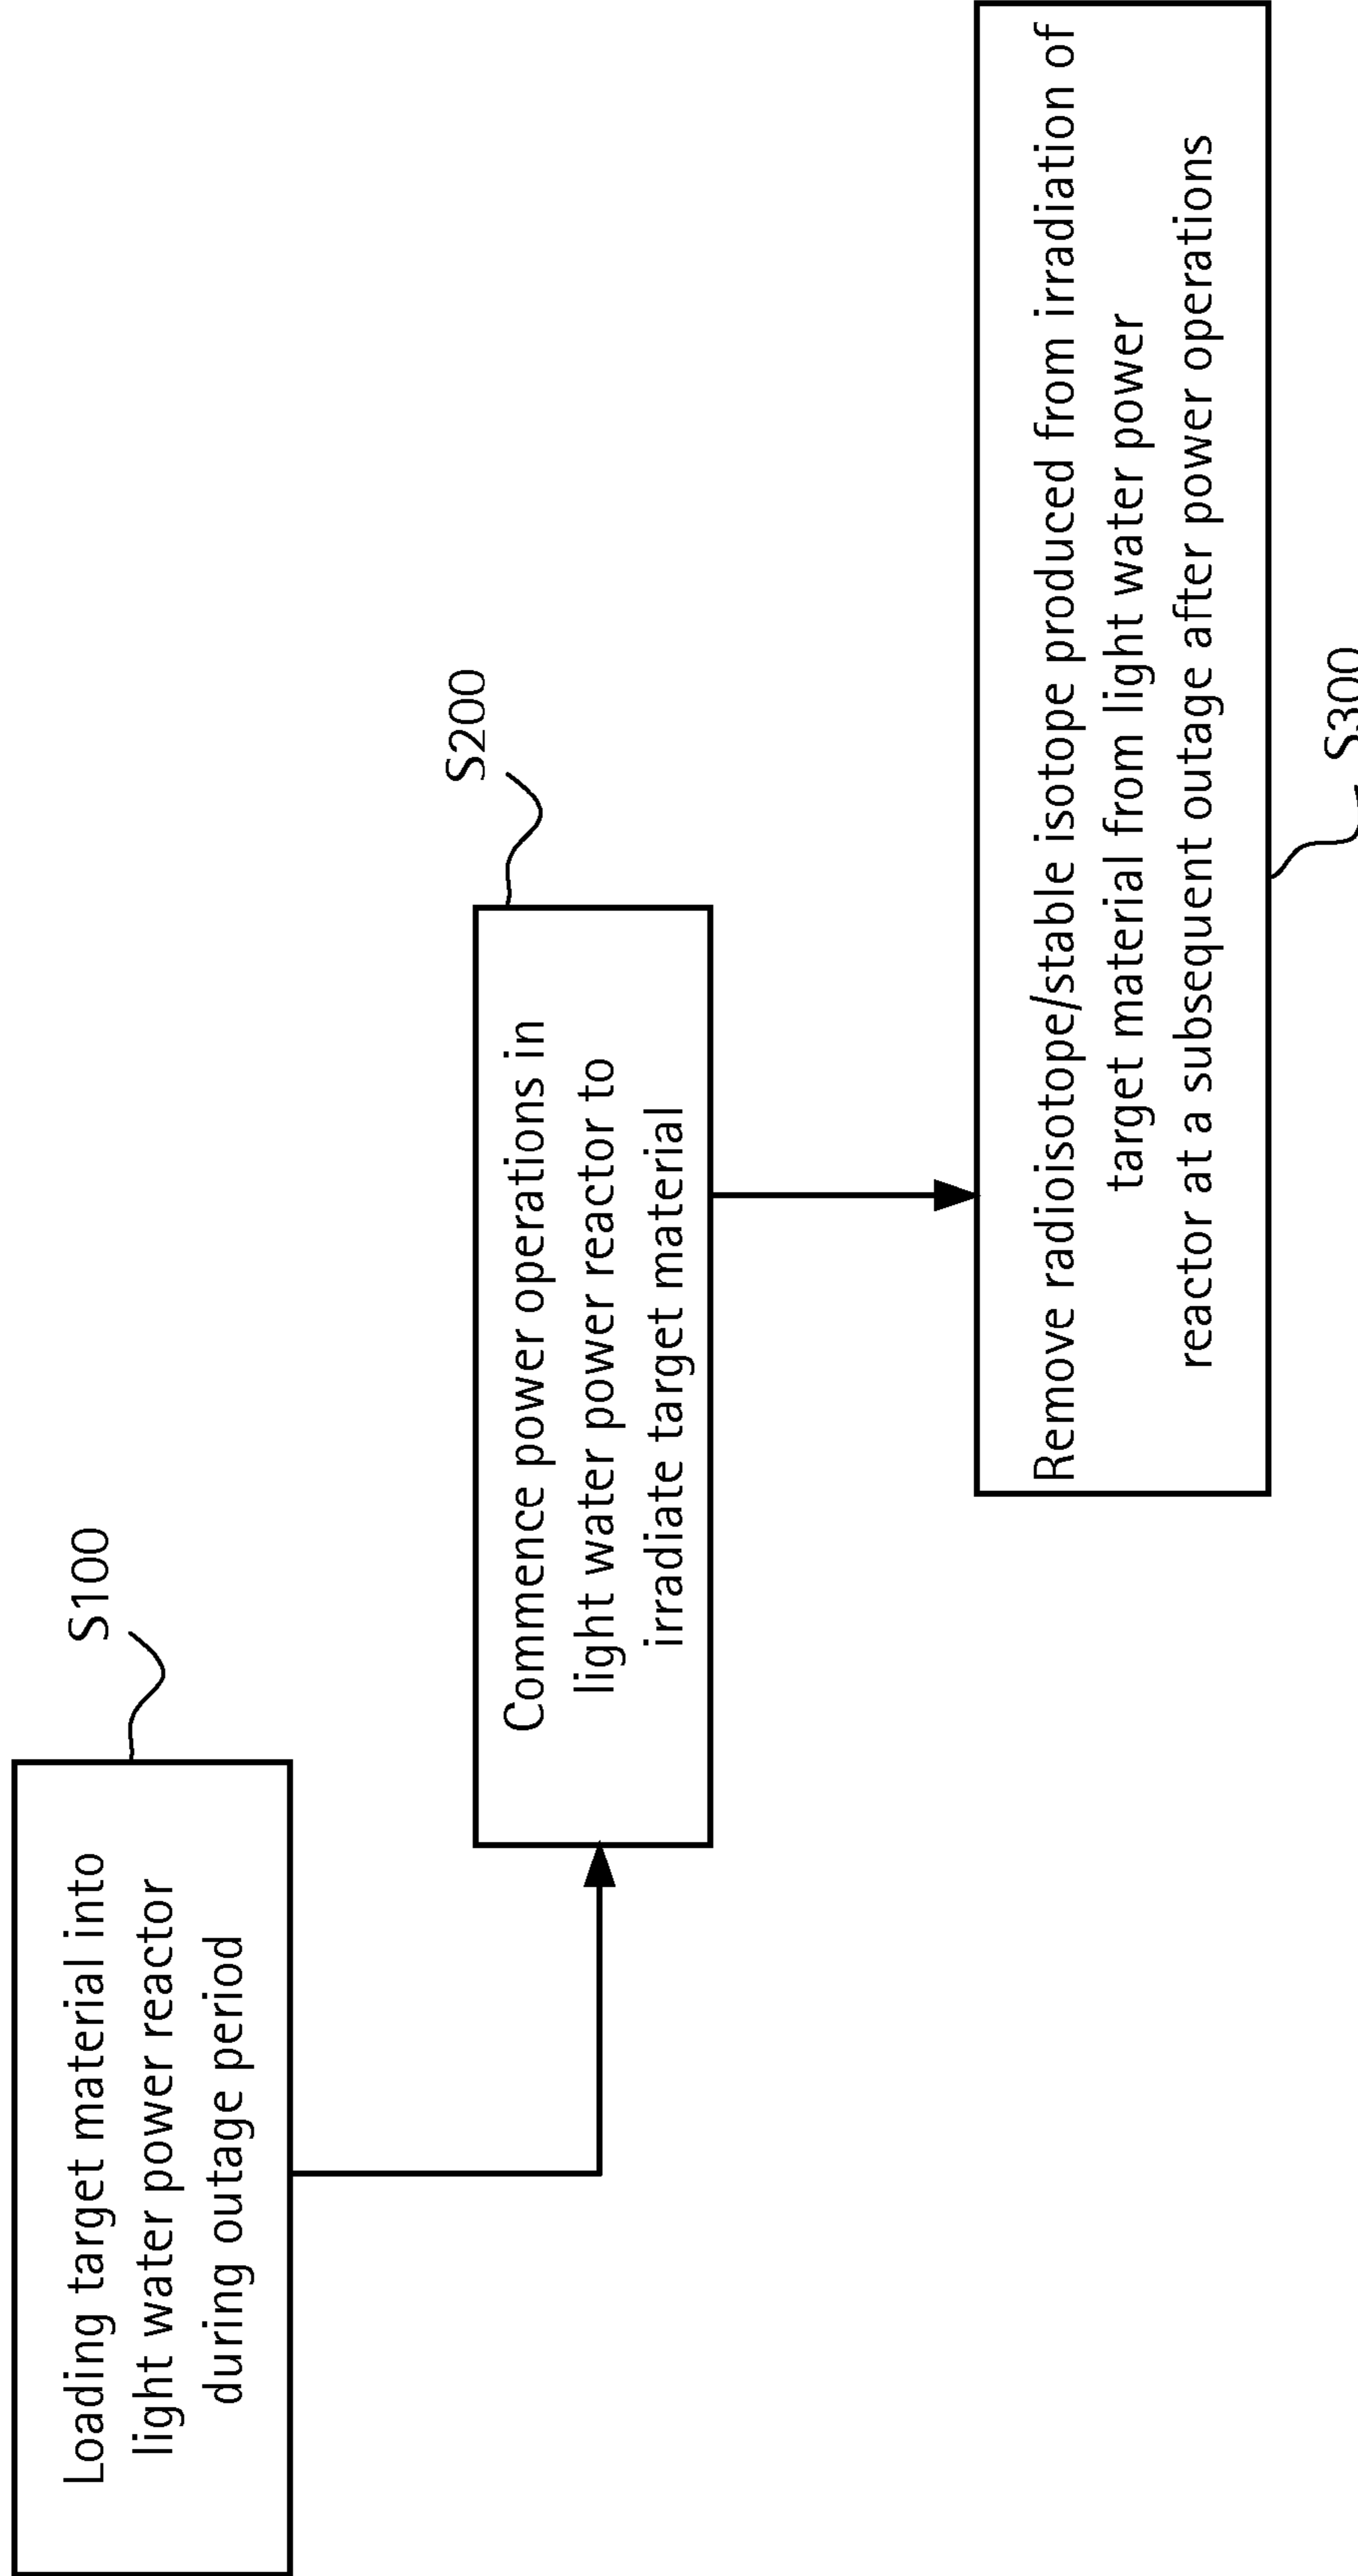 S100
Loading target material into
light water power reactor
during outage period
S200
Commence power operations in
light water power reactor to
irradiate target material
Remove radioisotope/stable isotope produced from irradiation of
target material from light water power
reactor at a subsequent outage after power operations
S300